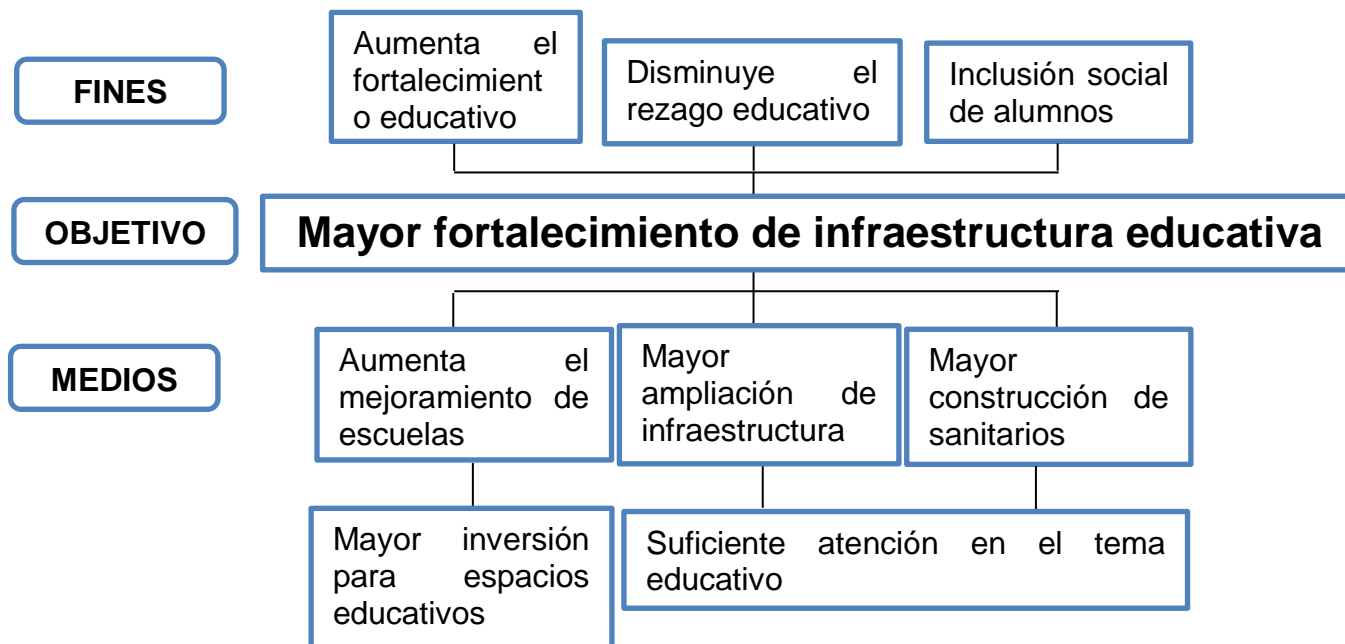 FINES
Aumenta el
fortalecimient
o educativo
Disminuye el
rezago educativo
Inclusión social
de alumnos
OBJETIVO
Mayor fortalecimiento de infraestructura educativa
MEDIOS
Aumenta el
mejoramiento de
escuelas
Mayor
ampliación de
infraestructura
Mayor
construcción de
sanitarios
Mayor inversión
para espacios
educativos
Suficiente atención en el tema
educativo